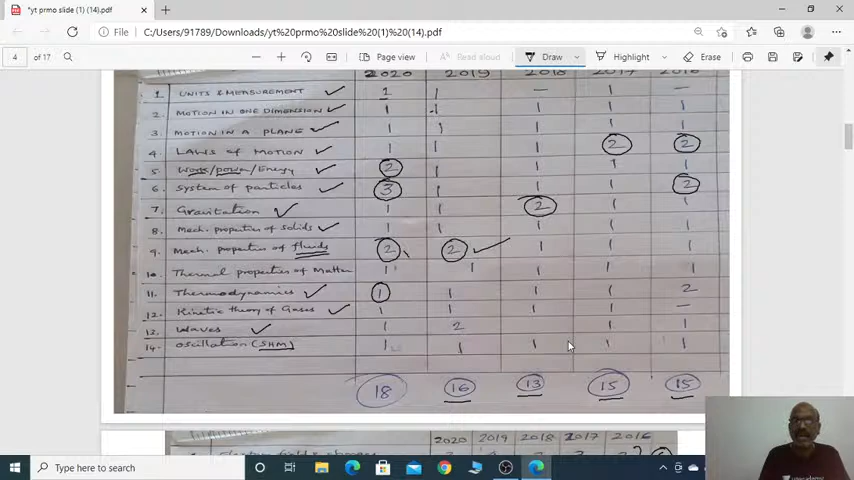 *yt prmo slide (1) (14).pdf
File C:/Users/91789/Downloads/yt%20prmo%20slide%20(1)%20(14).pdf
4 of 17 Page view Read aloud Draw Highlight Erase
2020 2019 2018 2017 2016
1 UNITS & MEASUREMENT ✓ 1 1 — 1 —
2. MOTION IN ONE DIMENSION ✓ 1 1 1 1 1
3. MOTION IN A PLANE ✓ 1 1 1 1 1
4. LAWS of MOTION ✓ 1 1 1 2 2
5. Work/power/Energy ✓ 2 1 1 1 1
6. System of particles ✓ 3 1 1 1 2
7. Gravitation ✓ 1 1 2 1 1
8. Mech. properties of solids ✓ 1 1 1 1 1
9. Mech. properties of fluids 2 2 ✓ 1 1 1
10. Thermal properties of Matter 1 1 1 1 1
11. Thermodynamics ✓ 1 1 1 1 2
12. Kinetic theory of Gases ✓ 1 1 1 1 —
13. Waves ✓ 1 2 1 1
14. oscillation (SHM) 1 1 1 1 1
18 16 13 15 15
2020 2019 2018 2017 2016
Type here to search